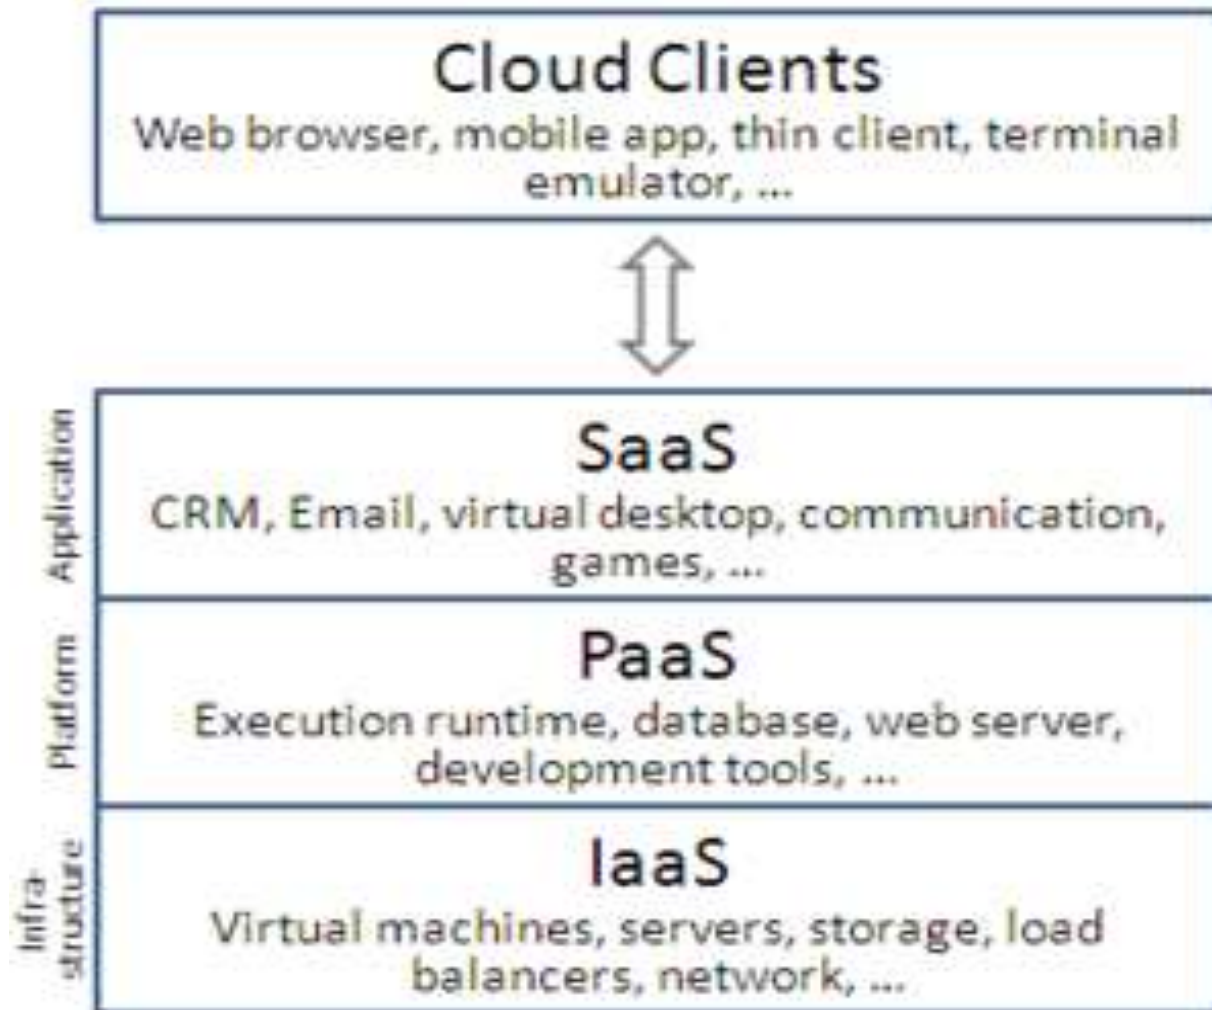 Cloud Clients
Web browser, mobile app, thin client, terminal
emulator, ...
Application
SaaS
CRM, Email, virtual desktop, communication,
games, ...
Platform
PaaS
Execution runtime, database, web server,
development tools, ...
Infra-
structure
IaaS
Virtual machines, servers, storage, load
balancers, network, ...